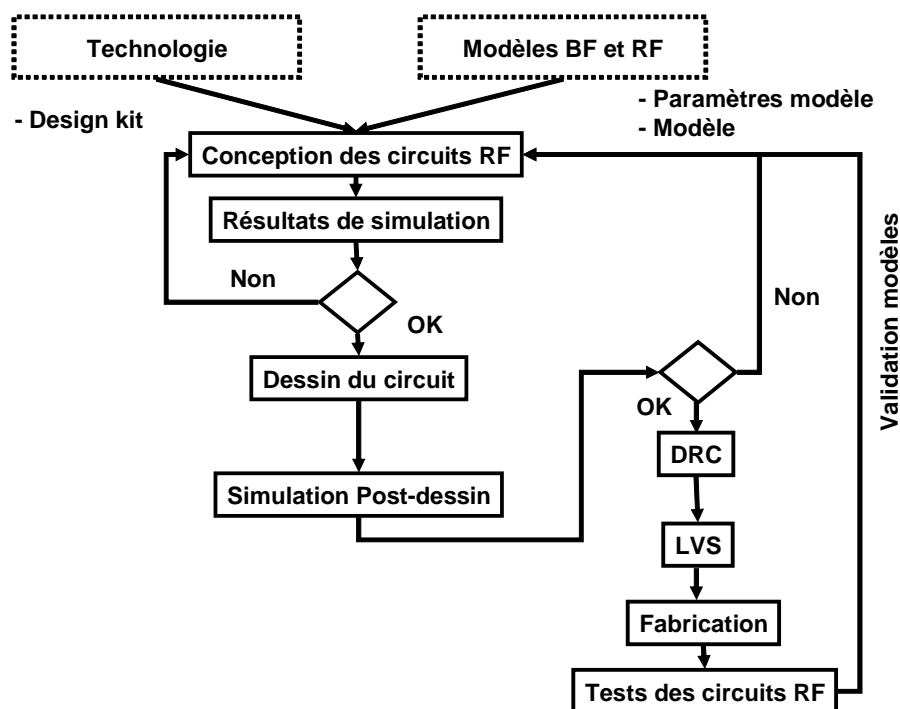 Technologie
Modèles BF et RF
- Design kit
- Paramètres modèle
- Modèle
Conception des circuits RF
Résultats de simulation
Non
OK
Non
Dessin du circuit
OK
DRC
Simulation Post-dessin
LVS
Fabrication
Tests des circuits RF
Validation modèles